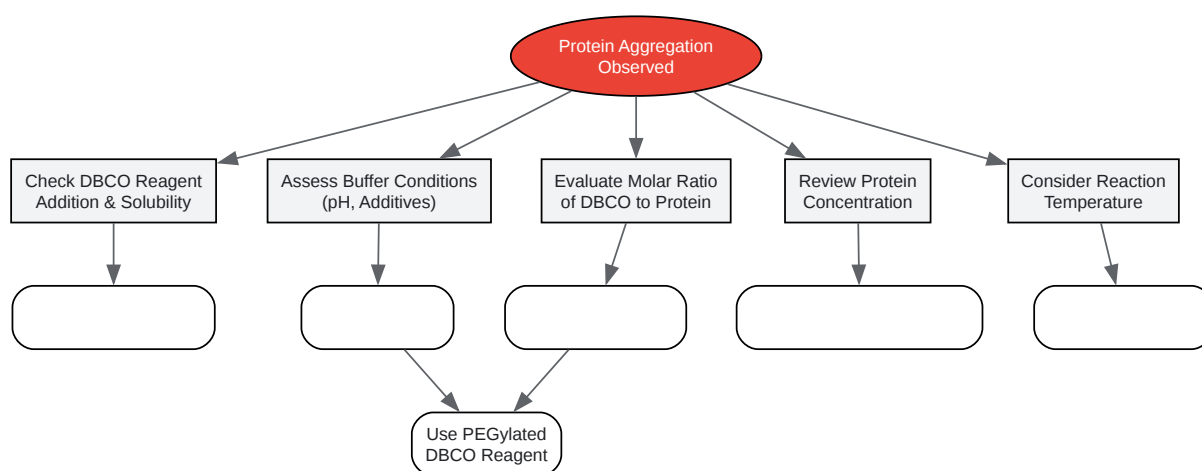 Protein Aggregation
Observed
Check DBCO Reagent
Addition & Solubility
Assess Buffer Conditions
(pH, Additives)
Evaluate Molar Ratio
of DBCO to Protein
Review Protein
Concentration
Consider Reaction
Temperature
Use PEGylated
DBCO Reagent